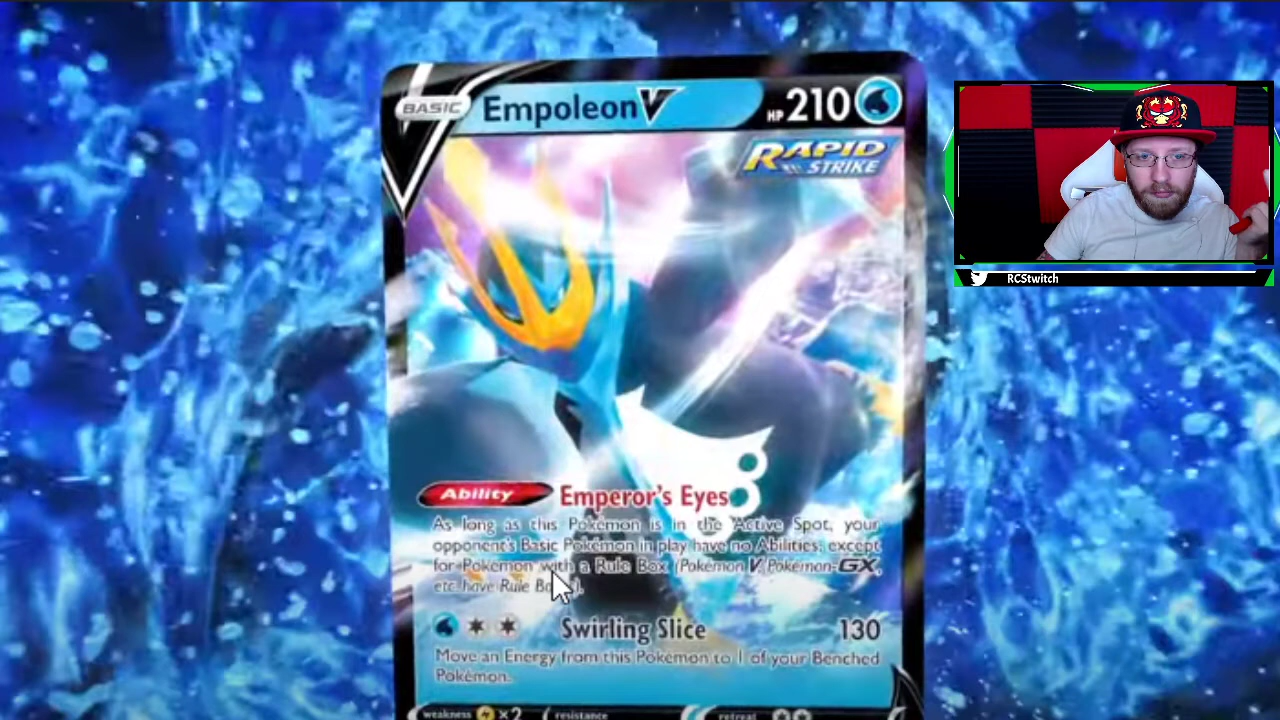 BASIC
Empoleon V
HP 210
RAPID
STRIKE
RCStwitch
Ability Emperor's Eyes
As long as this Pokémon is in the Active Spot, your
opponent's Basic Pokémon in play have no Abilities, except
for Pokémon with a Rule Box (Pokémon V, Pokémon-GX,
etc. have Rule
Swirling Slice 130
Move an Energy from this Pokémon to 1 of your Benched
Pokémon.
weakness ×2 resistance retreat